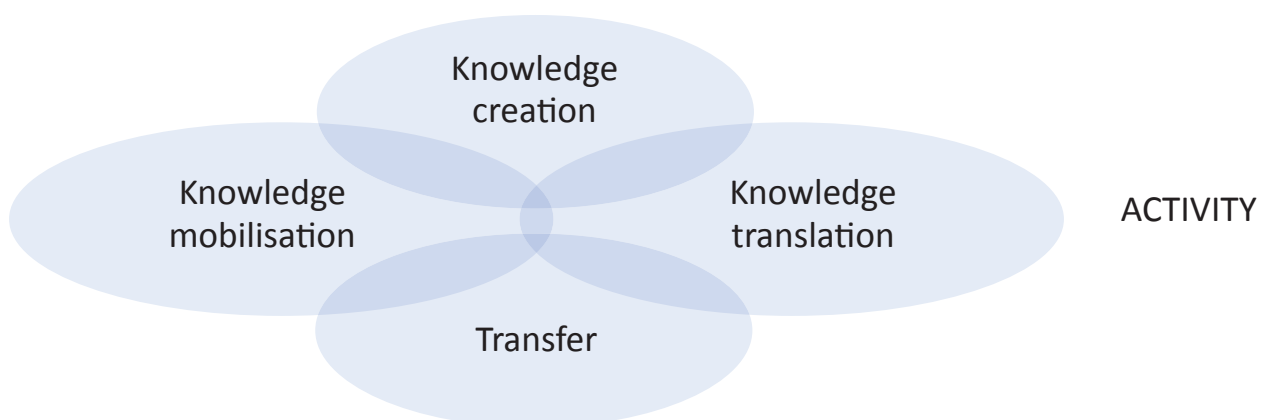 Knowledge
creation
Knowledge
mobilisation
Knowledge
translation
ACTIVITY
Transfer